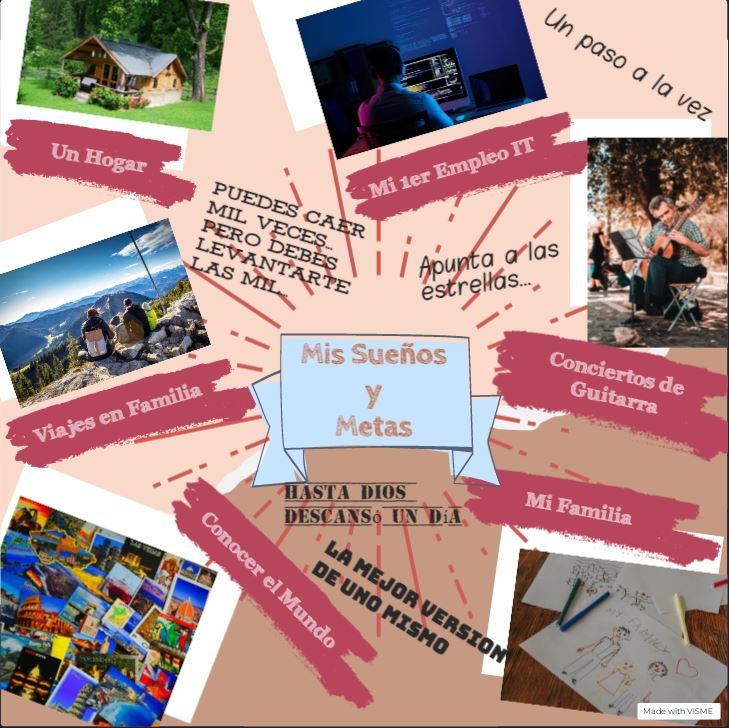 Un paso a la vez
Un Hogar
Mi 1er Empleo IT
PUEDES CAER
MIL VECES...
PERO DEBES
LEVANTARTE
LAS MIL..
Apunta a las
estrellas...
Mis Sueños
y
Metas
Conciertos de
Guitarra
Viajes en Familia
HASTA DIOS
DESCANSó UN DíA
Mi Familia
Conocer el Mundo
LA MEJOR VERSION
DE UNO MISMO
MY FAMILY
LAS VEGAS
Made with VISME